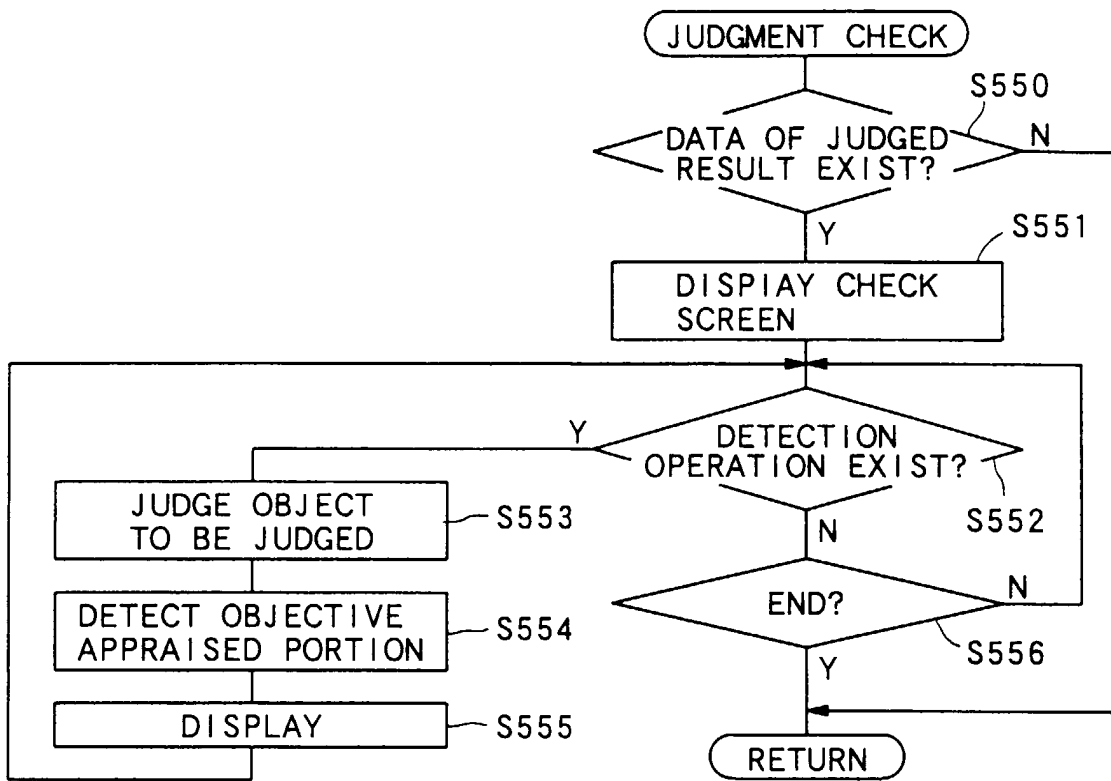 JUDGMENT CHECK
S550
DATA OF JUDGED
RESULT EXIST?
N
Y
S551
DISPLAY CHECK
SCREEN
Y
DETECTION
OPERATION EXIST?
S552
N
JUDGE OBJECT
TO BE JUDGED
S553
DETECT OBJECTIVE
APPRAISED PORTION
S554
DISPLAY
S555
END?
N
S556
Y
RETURN